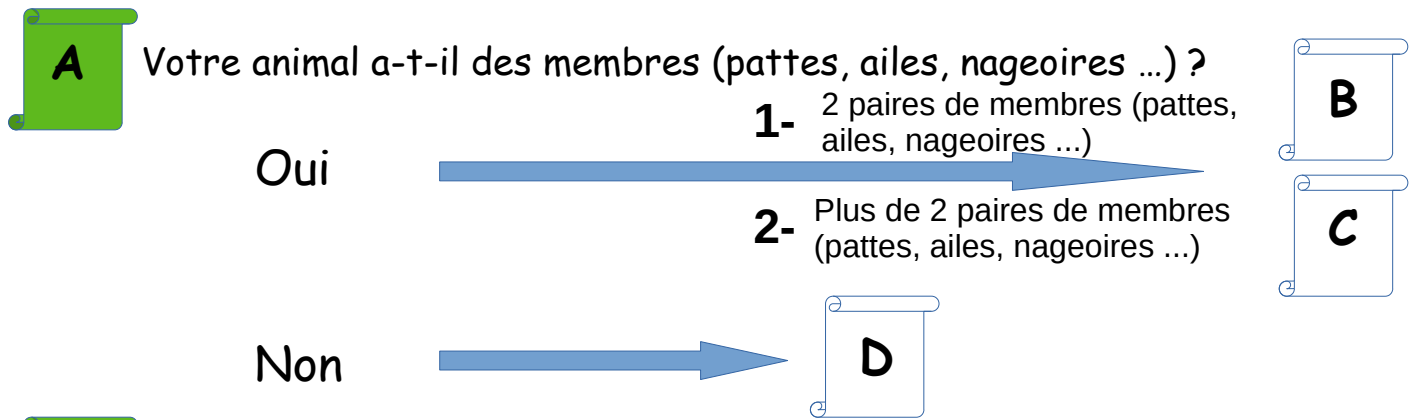 A
Votre animal a-t-il des membres (pattes, ailes, nageoires …) ?
Oui
1-
2 paires de membres (pattes,
ailes, nageoires ...)
B
2-
Plus de 2 paires de membres
(pattes, ailes, nageoires ...)
C
Non
D